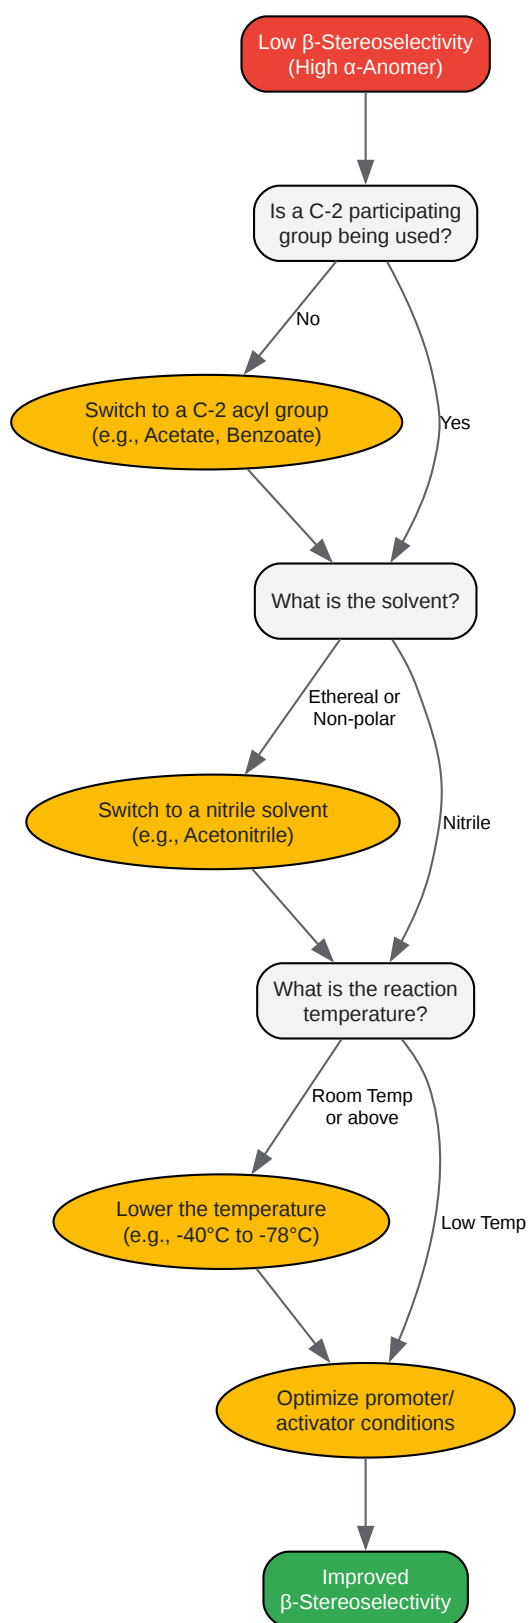 Low β-Stereoselectivity
(High α-Anomer)
Is a C-2 participating
group being used?
No
Switch to a C-2 acyl group
(e.g., Acetate, Benzoate)
Yes
What is the solvent?
Ethereal or
Non-polar
Switch to a nitrile solvent
(e.g., Acetonitrile)
Nitrile
What is the reaction
temperature?
Room Temp
or above
Lower the temperature
(e.g., -40°C to -78°C)
Low Temp
Optimize promoter/
activator conditions
Improved
β-Stereoselectivity